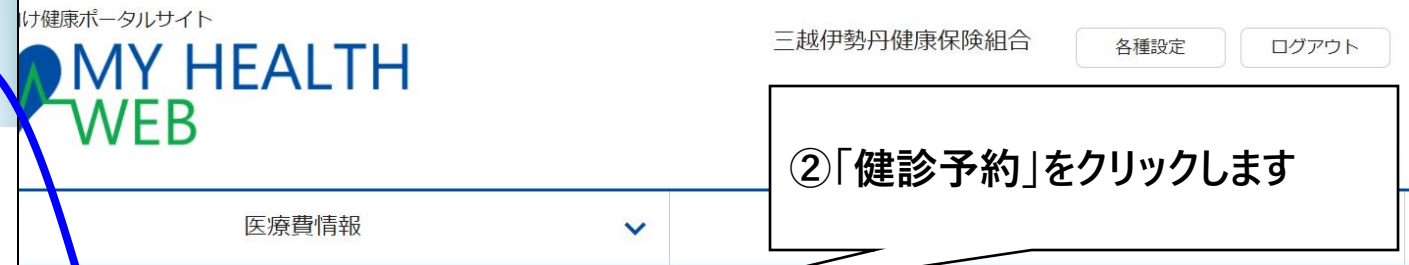 け健康ポータルサイト
MY HEALTH
WEB
三越伊勢丹健康保険組合
各種設定
ログアウト
②「健診予約」をクリックします
医療費情報